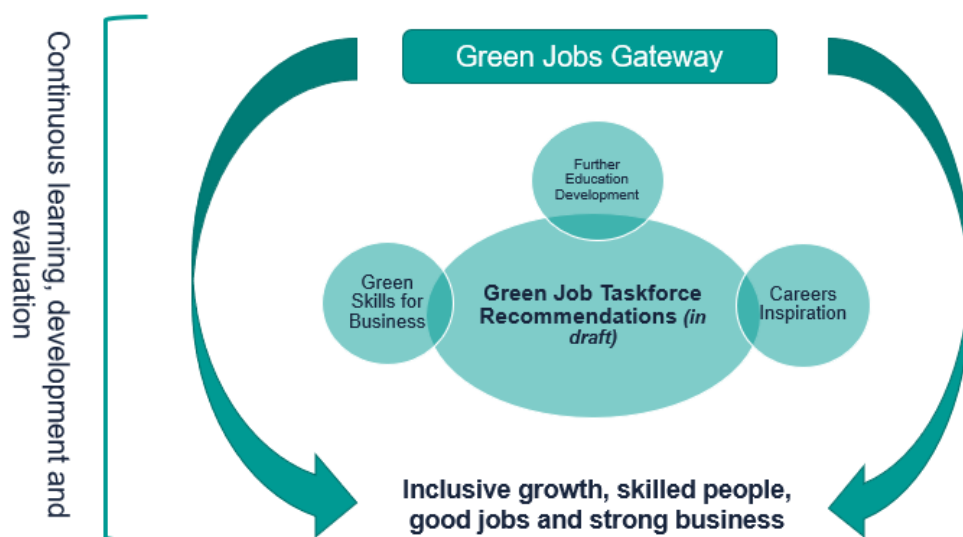 Continuous learning, development and
evaluation
Green Jobs Gateway
Further
Education
Development
Green
Skills for
Business
Green Job Taskforce
Recommendations (in
draft)
Careers
Inspiration
Inclusive growth, skilled people,
good jobs and strong business